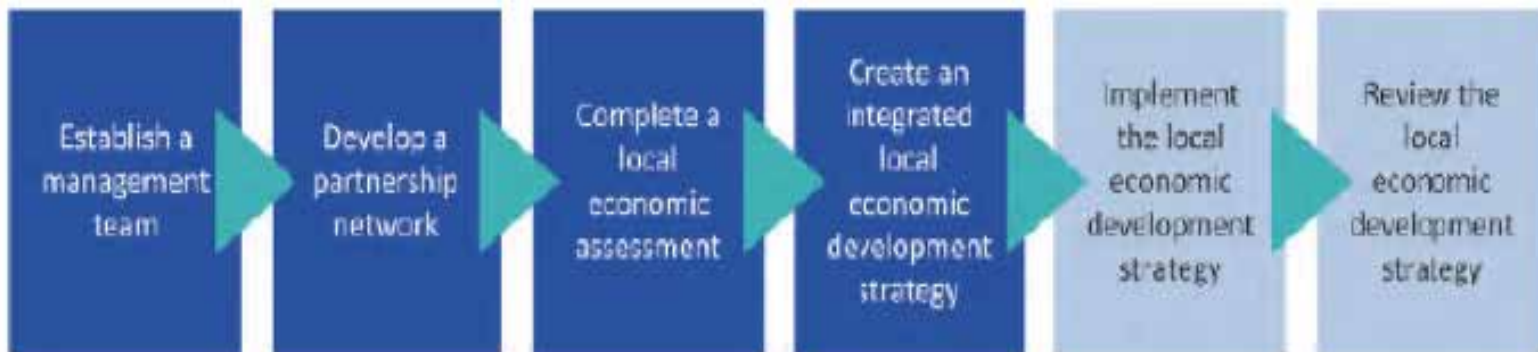 Establish a
management
team
Develop a
partnership
network
Complete a
local
economic
assessment
Create an
integrated
local
economic
development
strategy
Implement
the local
economic
development
strategy
Review the
local
economic
development
strategy